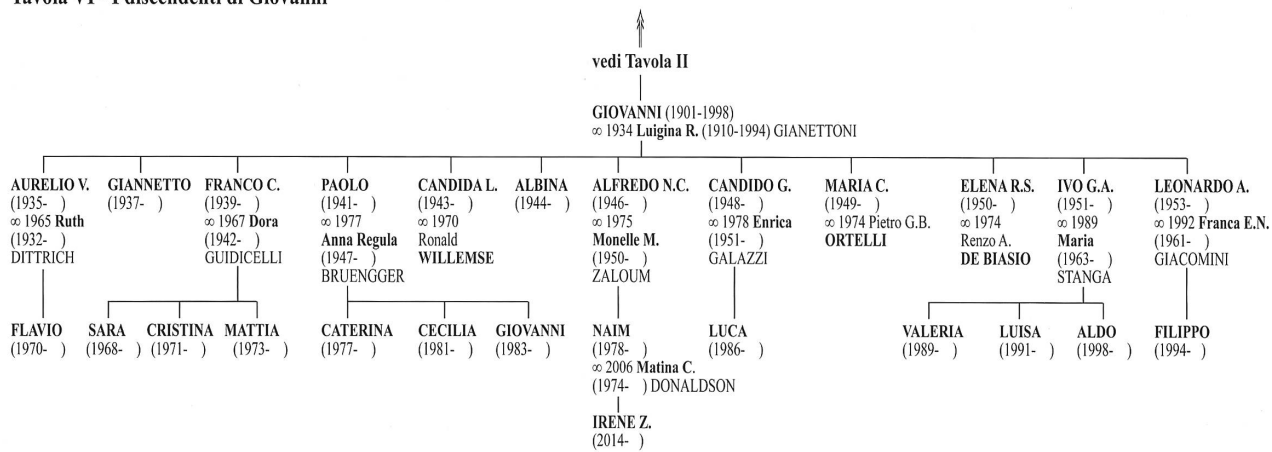 Tavola VI - I discendenti di Giovanni
vedi Tavola II
GIOVANNI (1901-1998)
∞ 1934 Luigina R. (1910-1994) GIANETTONI
AURELIO V.
(1935-   )
∞ 1965 Ruth
(1932-   )
DITTRICH
GIANNETTO
(1937-   )
FRANCO C.
(1939-   )
∞ 1967 Dora
(1942-   )
GUIDICELLI
PAOLO
(1941-   )
∞ 1977
Anna Regula
(1947-   )
BRUENGGER
CANDIDA L.
(1943-   )
∞ 1970
Ronald
WILLEMSE
ALBINA
(1944-   )
ALFREDO N.C.
(1946-   )
∞ 1975
Monelle M.
(1950-   )
ZALOUM
CANDIDO G.
(1948-   )
∞ 1978 Enrica
(1951-   )
GALAZZI
MARIA C.
(1949-   )
∞ 1974 Pietro G.B.
ORTELLI
ELENA R.S.
(1950-   )
∞ 1974
Renzo A.
DE BIASIO
IVO G.A.
(1951-   )
∞ 1989
Maria
(1963-   )
STANGA
LEONARDO A.
(1953-   )
∞ 1992 Franca E.N.
(1961-   )
GIACOMINI
FLAVIO
(1970-   )
SARA
(1968-   )
CRISTINA
(1971-   )
MATTIA
(1973-   )
CATERINA
(1977-   )
CECILIA
(1981-   )
GIOVANNI
(1983-   )
NAIM
(1978-   )
∞ 2006 Matina C.
(1974-   ) DONALDSON
IRENE Z.
(2014-   )
LUCA
(1986-   )
VALERIA
(1989-   )
LUISA
(1991-   )
ALDO
(1998-   )
FILIPPO
(1994-   )